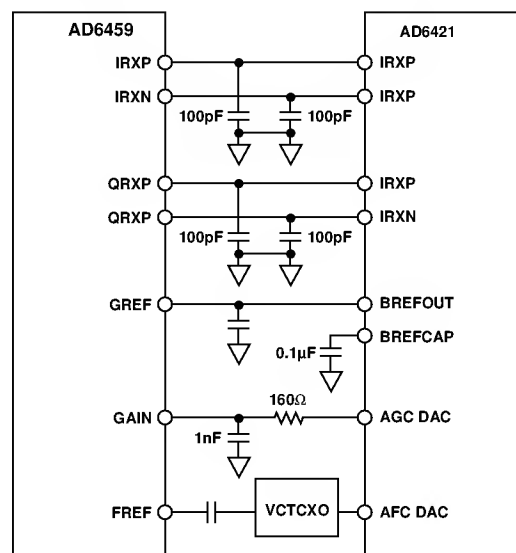 AD6459 AD6421
IRXP IRXP
IRXN IRXP
100pF 100pF
QRXP IRXP
QRXP IRXN
100pF 100pF
GREF BREFOUT
BREFCAP
0.1µF
160Ω
GAIN AGC DAC
1nF
FREF VCTCXO AFC DAC